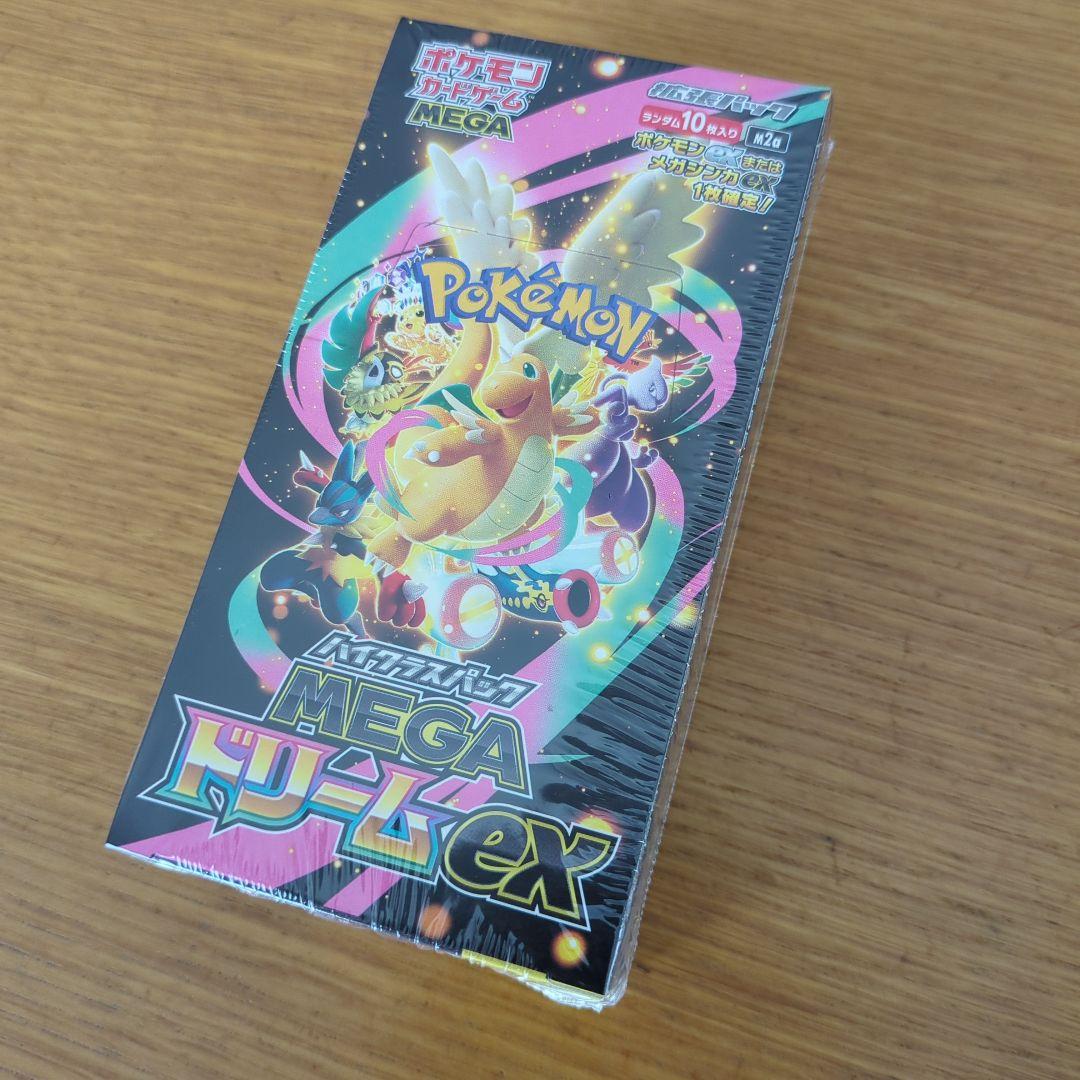 ポケモン
カードゲーム
MEGA
拡張パック
ランダム10枚入り
M2a
ポケモンexまたは
メガシンカex
1枚確定!
POKÉMON
ハイクラスパック
MEGA
ドリームex